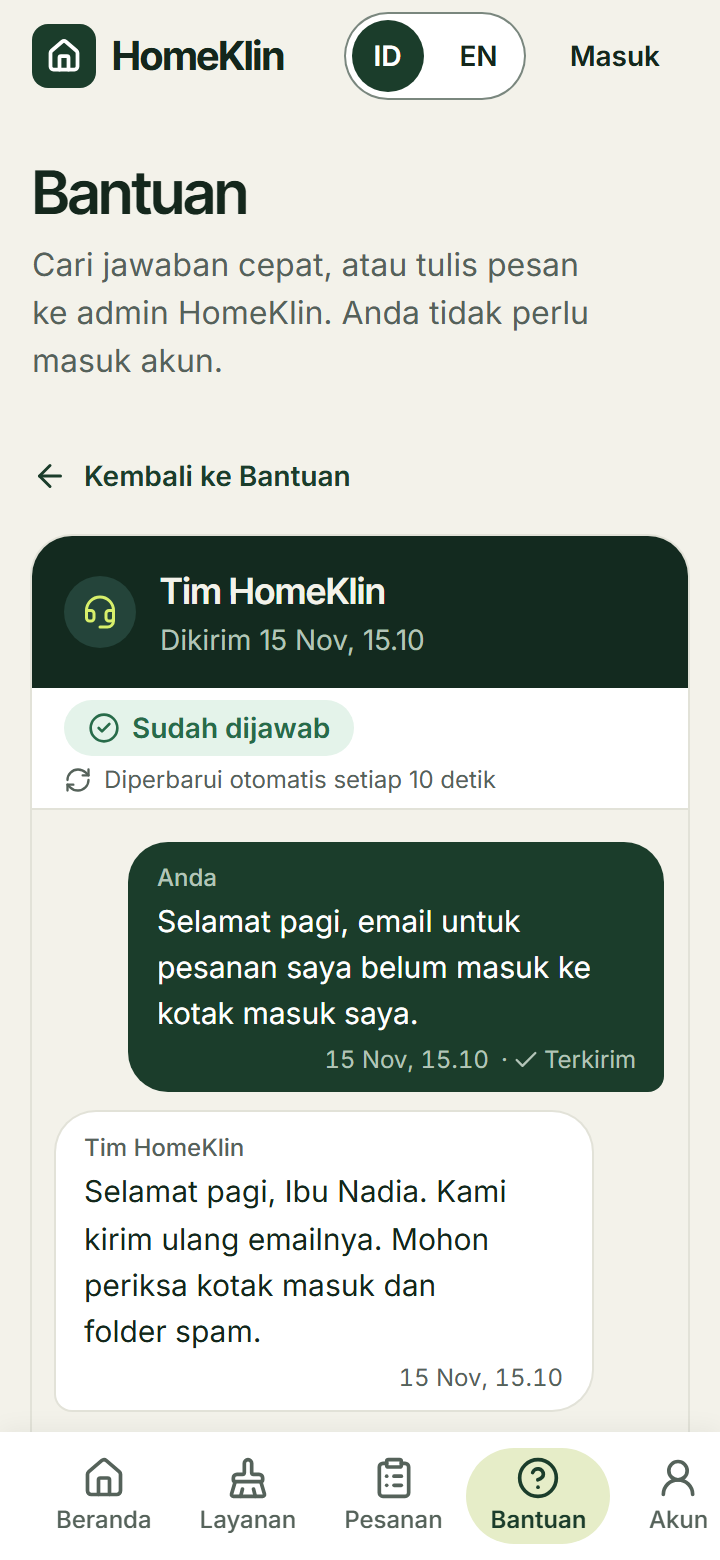 HomeKlin
ID
EN
Masuk
Bantuan
Cari jawaban cepat, atau tulis pesan
ke admin HomeKlin. Anda tidak perlu
masuk akun.
Kembali ke Bantuan
Tim HomeKlin
Dikirim 15 Nov, 15.10
Sudah dijawab
Diperbarui otomatis setiap 10 detik
Anda
Selamat pagi, email untuk
pesanan saya belum masuk ke
kotak masuk saya.
15 Nov, 15.10 · Terkirim
Tim HomeKlin
Selamat pagi, Ibu Nadia. Kami
kirim ulang emailnya. Mohon
periksa kotak masuk dan
folder spam.
15 Nov, 15.10
Beranda
Layanan
Pesanan
Bantuan
Akun